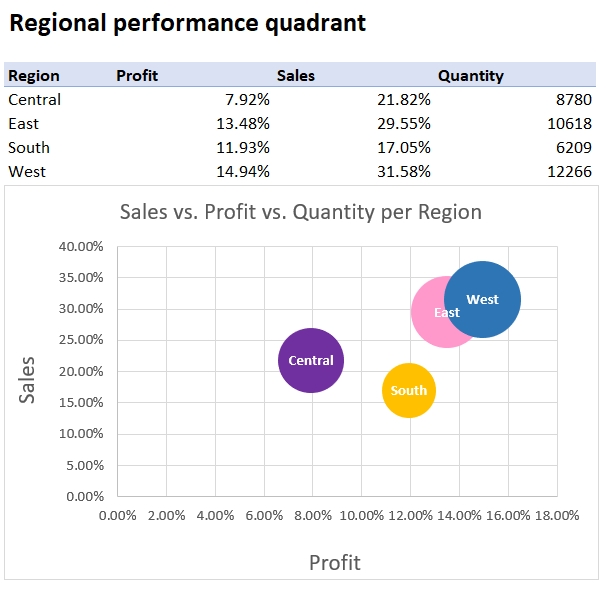 Regional performance quadrant
Region Profit Sales Quantity
Central 7.92% 21.82% 8780
East 13.48% 29.55% 10618
South 11.93% 17.05% 6209
West 14.94% 31.58% 12266
Sales vs. Profit vs. Quantity per Region
40.00%
35.00%
30.00%
25.00%
20.00%
15.00%
10.00%
5.00%
0.00%
Sales
West
East
Central
South
0.00% 2.00% 4.00% 6.00% 8.00% 10.00% 12.00% 14.00% 16.00% 18.00%
Profit